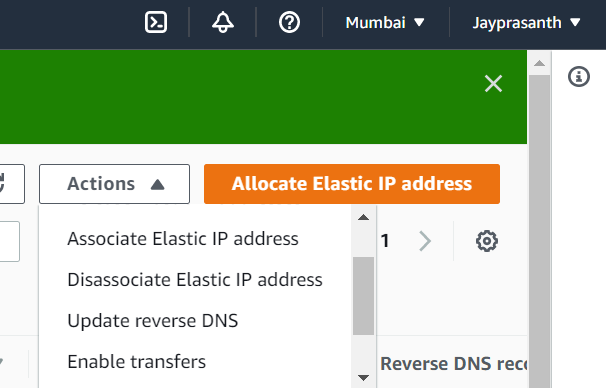 Mumbai Jayprasanth
Actions Allocate Elastic IP address
Associate Elastic IP address
1
Disassociate Elastic IP address
Update reverse DNS
Enable transfers
Reverse DNS rec